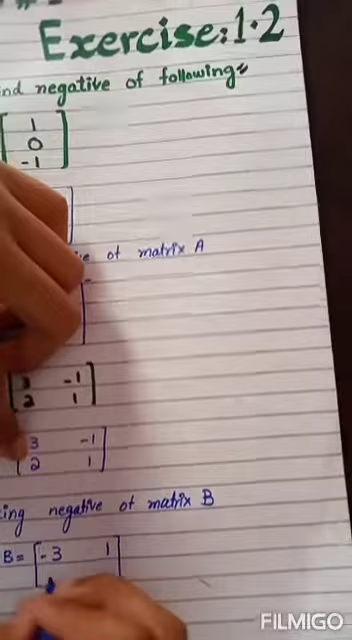 Exercise:1.2
nd negative of following:
[ 1
0
-1 ]
of matrix A
[ 3 -1
2 1 ]
[ 3 -1
2 1 ]
ing negative of matrix B
B = [ -3 1
FILMIGO